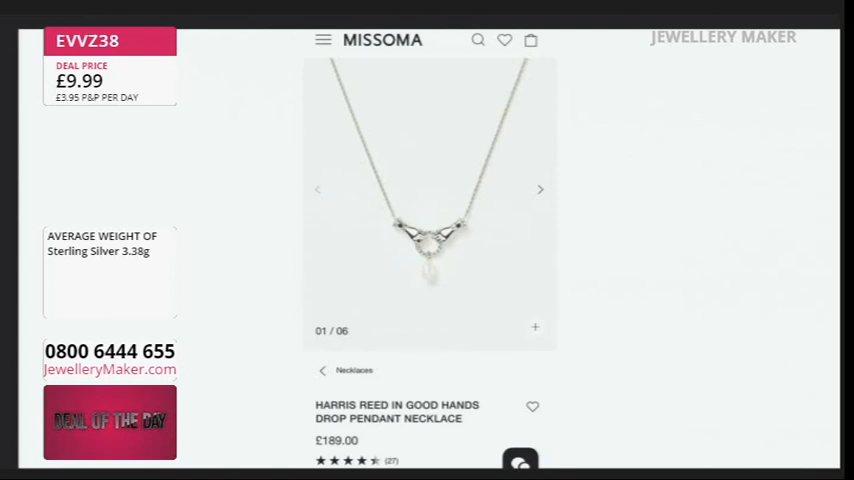 EVVZ38
DEAL PRICE
£9.99
£3.95 P&P PER DAY
AVERAGE WEIGHT OF
Sterling Silver 3.38g
0800 6444 655
JewelleryMaker.com
DEAL OF THE DAY
MISSOMA
01 / 06
Necklaces
HARRIS REED IN GOOD HANDS
DROP PENDANT NECKLACE
£189.00
(27)
JEWELLERY MAKER